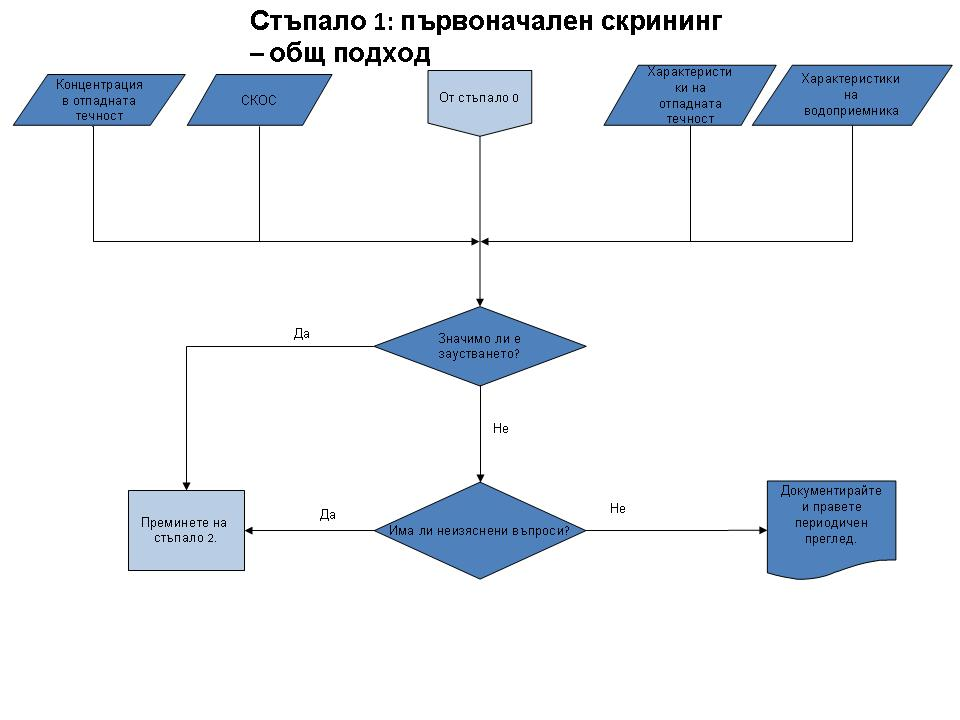 Стъпало 1: първоначален скрининг
– общ подход
Концентрация
в отпадната
течност
СКОС
От стъпало 0
Характеристи
ки на
отпадната
течност
Характеристики
на
водоприемника
Да
Значимо ли е
заустването?
Не
Преминете на
стъпало 2.
Да
Има ли неизяснени въпроси?
Не
Документирайте
и правете
периодичен
преглед.